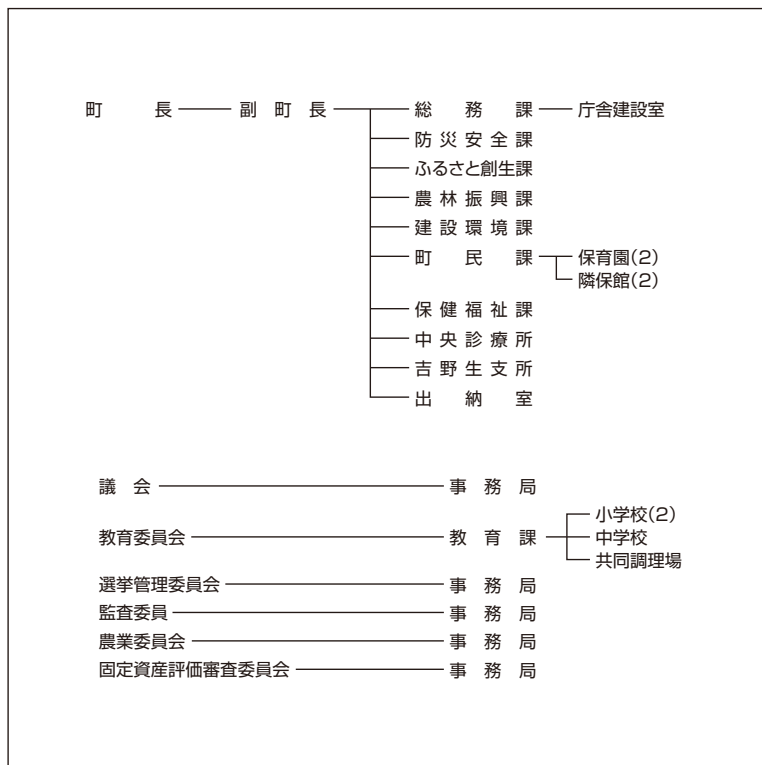 町長 副町長 総務課 庁舎建設室
防災安全課
ふるさと創生課
農林振興課
建設環境課
町民課 保育園(2)
隣保館(2)
保健福祉課
中央診療所
吉野生支所
出納室
議会 事務局
小学校(2)
教育委員会 教育課 中学校
共同調理場
選挙管理委員会 事務局
監査委員 事務局
農業委員会 事務局
固定資産評価審査委員会 事務局